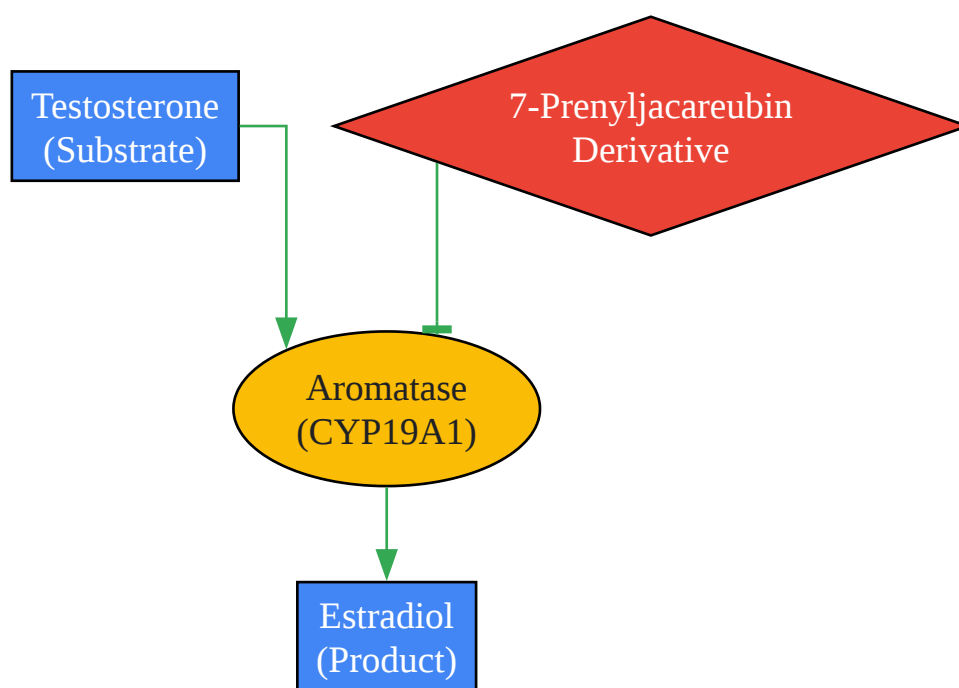 Testosterone
(Substrate)
7-Prenyljacareubin
Derivative
Aromatase
(CYP19A1)
Estradiol
(Product)